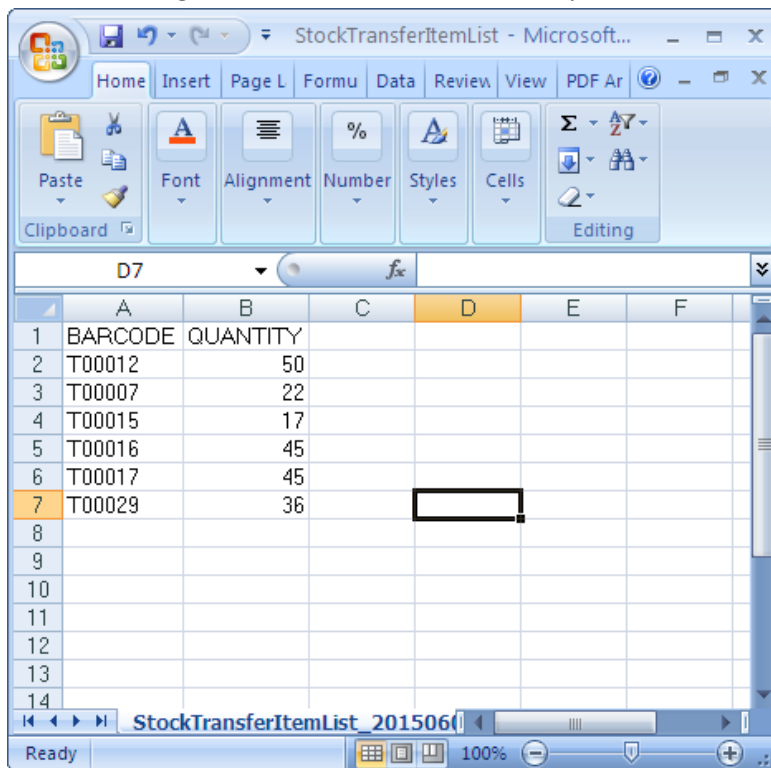 StockTransferItemList - Microsoft...
Home Insert Page L Formu Data Review View PDF Ar
Paste Font Alignment Number Styles Cells
Clipboard Editing
D7 fx
A B C D E F
1 BARCODE QUANTITY
2 T00012 50
3 T00007 22
4 T00015 17
5 T00016 45
6 T00017 45
7 T00029 36
8
9
10
11
12
13
14
StockTransferItemList_201506
Ready 100%